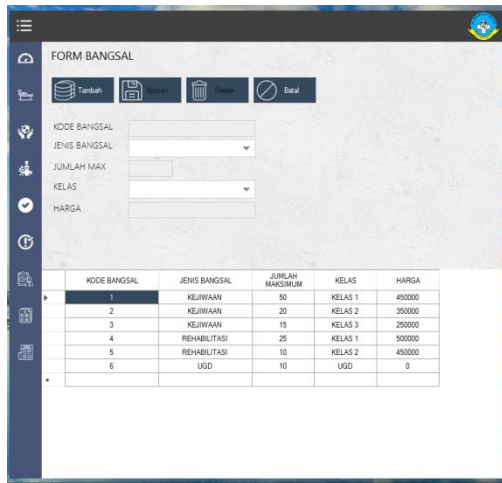 FORM BANGSAL
Tambah Simpan Delete Batal
KODE BANGSAL
JENIS BANGSAL
JUMLAH MAX
KELAS
HARGA
KODE BANGSAL JENIS BANGSAL JUMLAH MAKSIMUM KELAS HARGA
1 KEJIWAAN 50 KELAS 1 450000
2 KEJIWAAN 20 KELAS 2 350000
3 KEJIWAAN 15 KELAS 3 250000
4 REHABILITASI 25 KELAS 1 500000
5 REHABILITASI 10 KELAS 2 450000
6 UGD 10 UGD 0